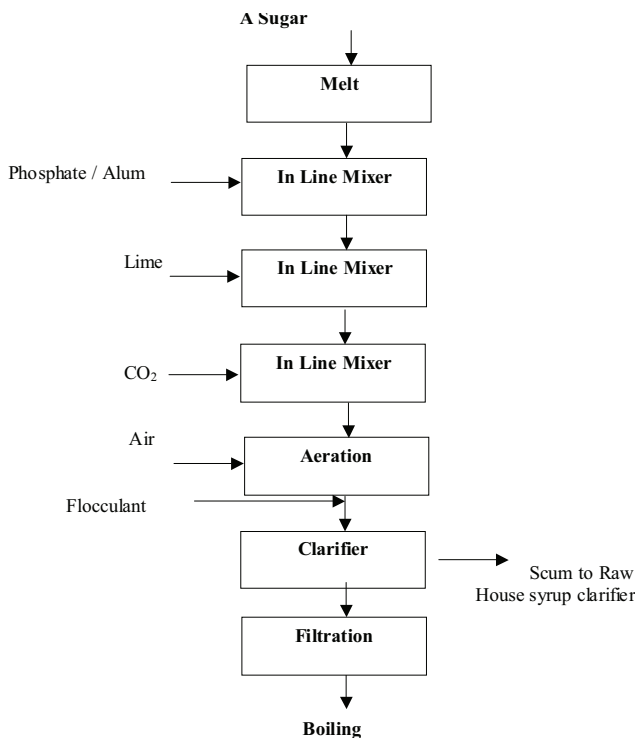 A Sugar
Melt
Phosphate / Alum
In Line Mixer
Lime
In Line Mixer
CO₂
In Line Mixer
Air
Aeration
Flocculant
Clarifier
Scum to Raw
House syrup clarifier
Filtration
Boiling